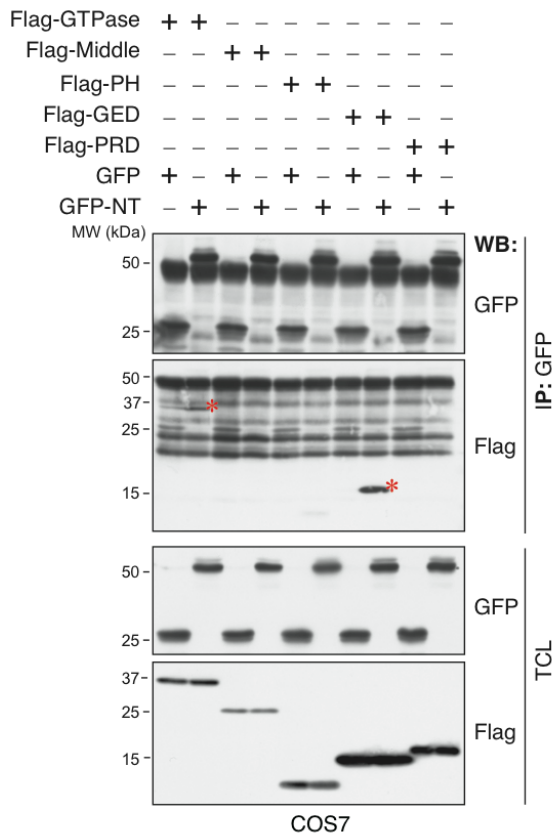 Flag-GTPase + + – – – – – – – –
Flag-Middle – – + + – – – – – –
Flag-PH – – – – + + – – – –
Flag-GED – – – – – – + + – –
Flag-PRD – – – – – – – – + +
GFP + – + – + – + – + –
GFP-NT – + – + – + – + – +
MW (kDa)
WB:
50
25
GFP
50
37
25
15
*
*
Flag
IP: GFP
50
25
GFP
37
25
15
Flag
TCL
COS7